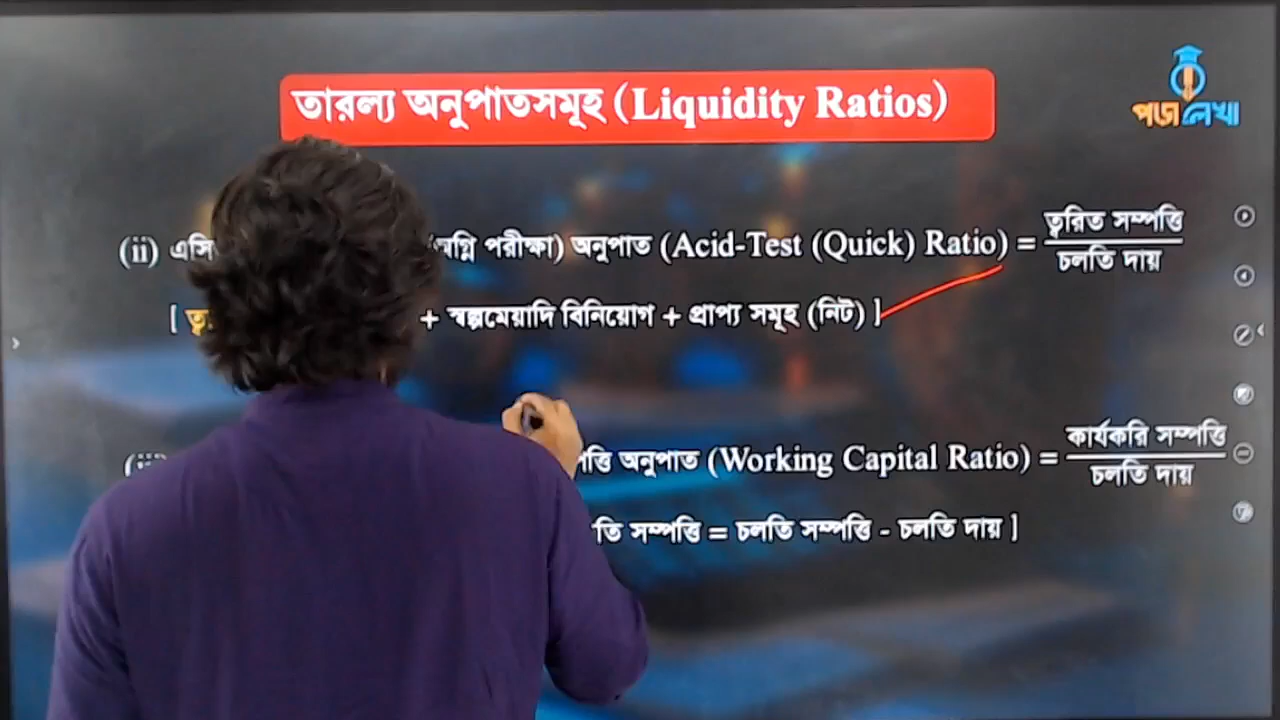 তারল্য অনুপাতসমূহ (Liquidity Ratios)
পড়ালেখা
(ii) অগ্নি পরীক্ষা) অনুপাত (Acid-Test (Quick) Ratio) = ত্বরিত সম্পত্তি
চলতি দায়
[ + স্বল্পমেয়াদি বিনিয়োগ + প্রাপ্য সমূহ (নিট) ]
অনুপাত (Working Capital Ratio) = কার্যকরি সম্পত্তি
চলতি দায়
সম্পত্তি = চলতি সম্পত্তি - চলতি দায় ]